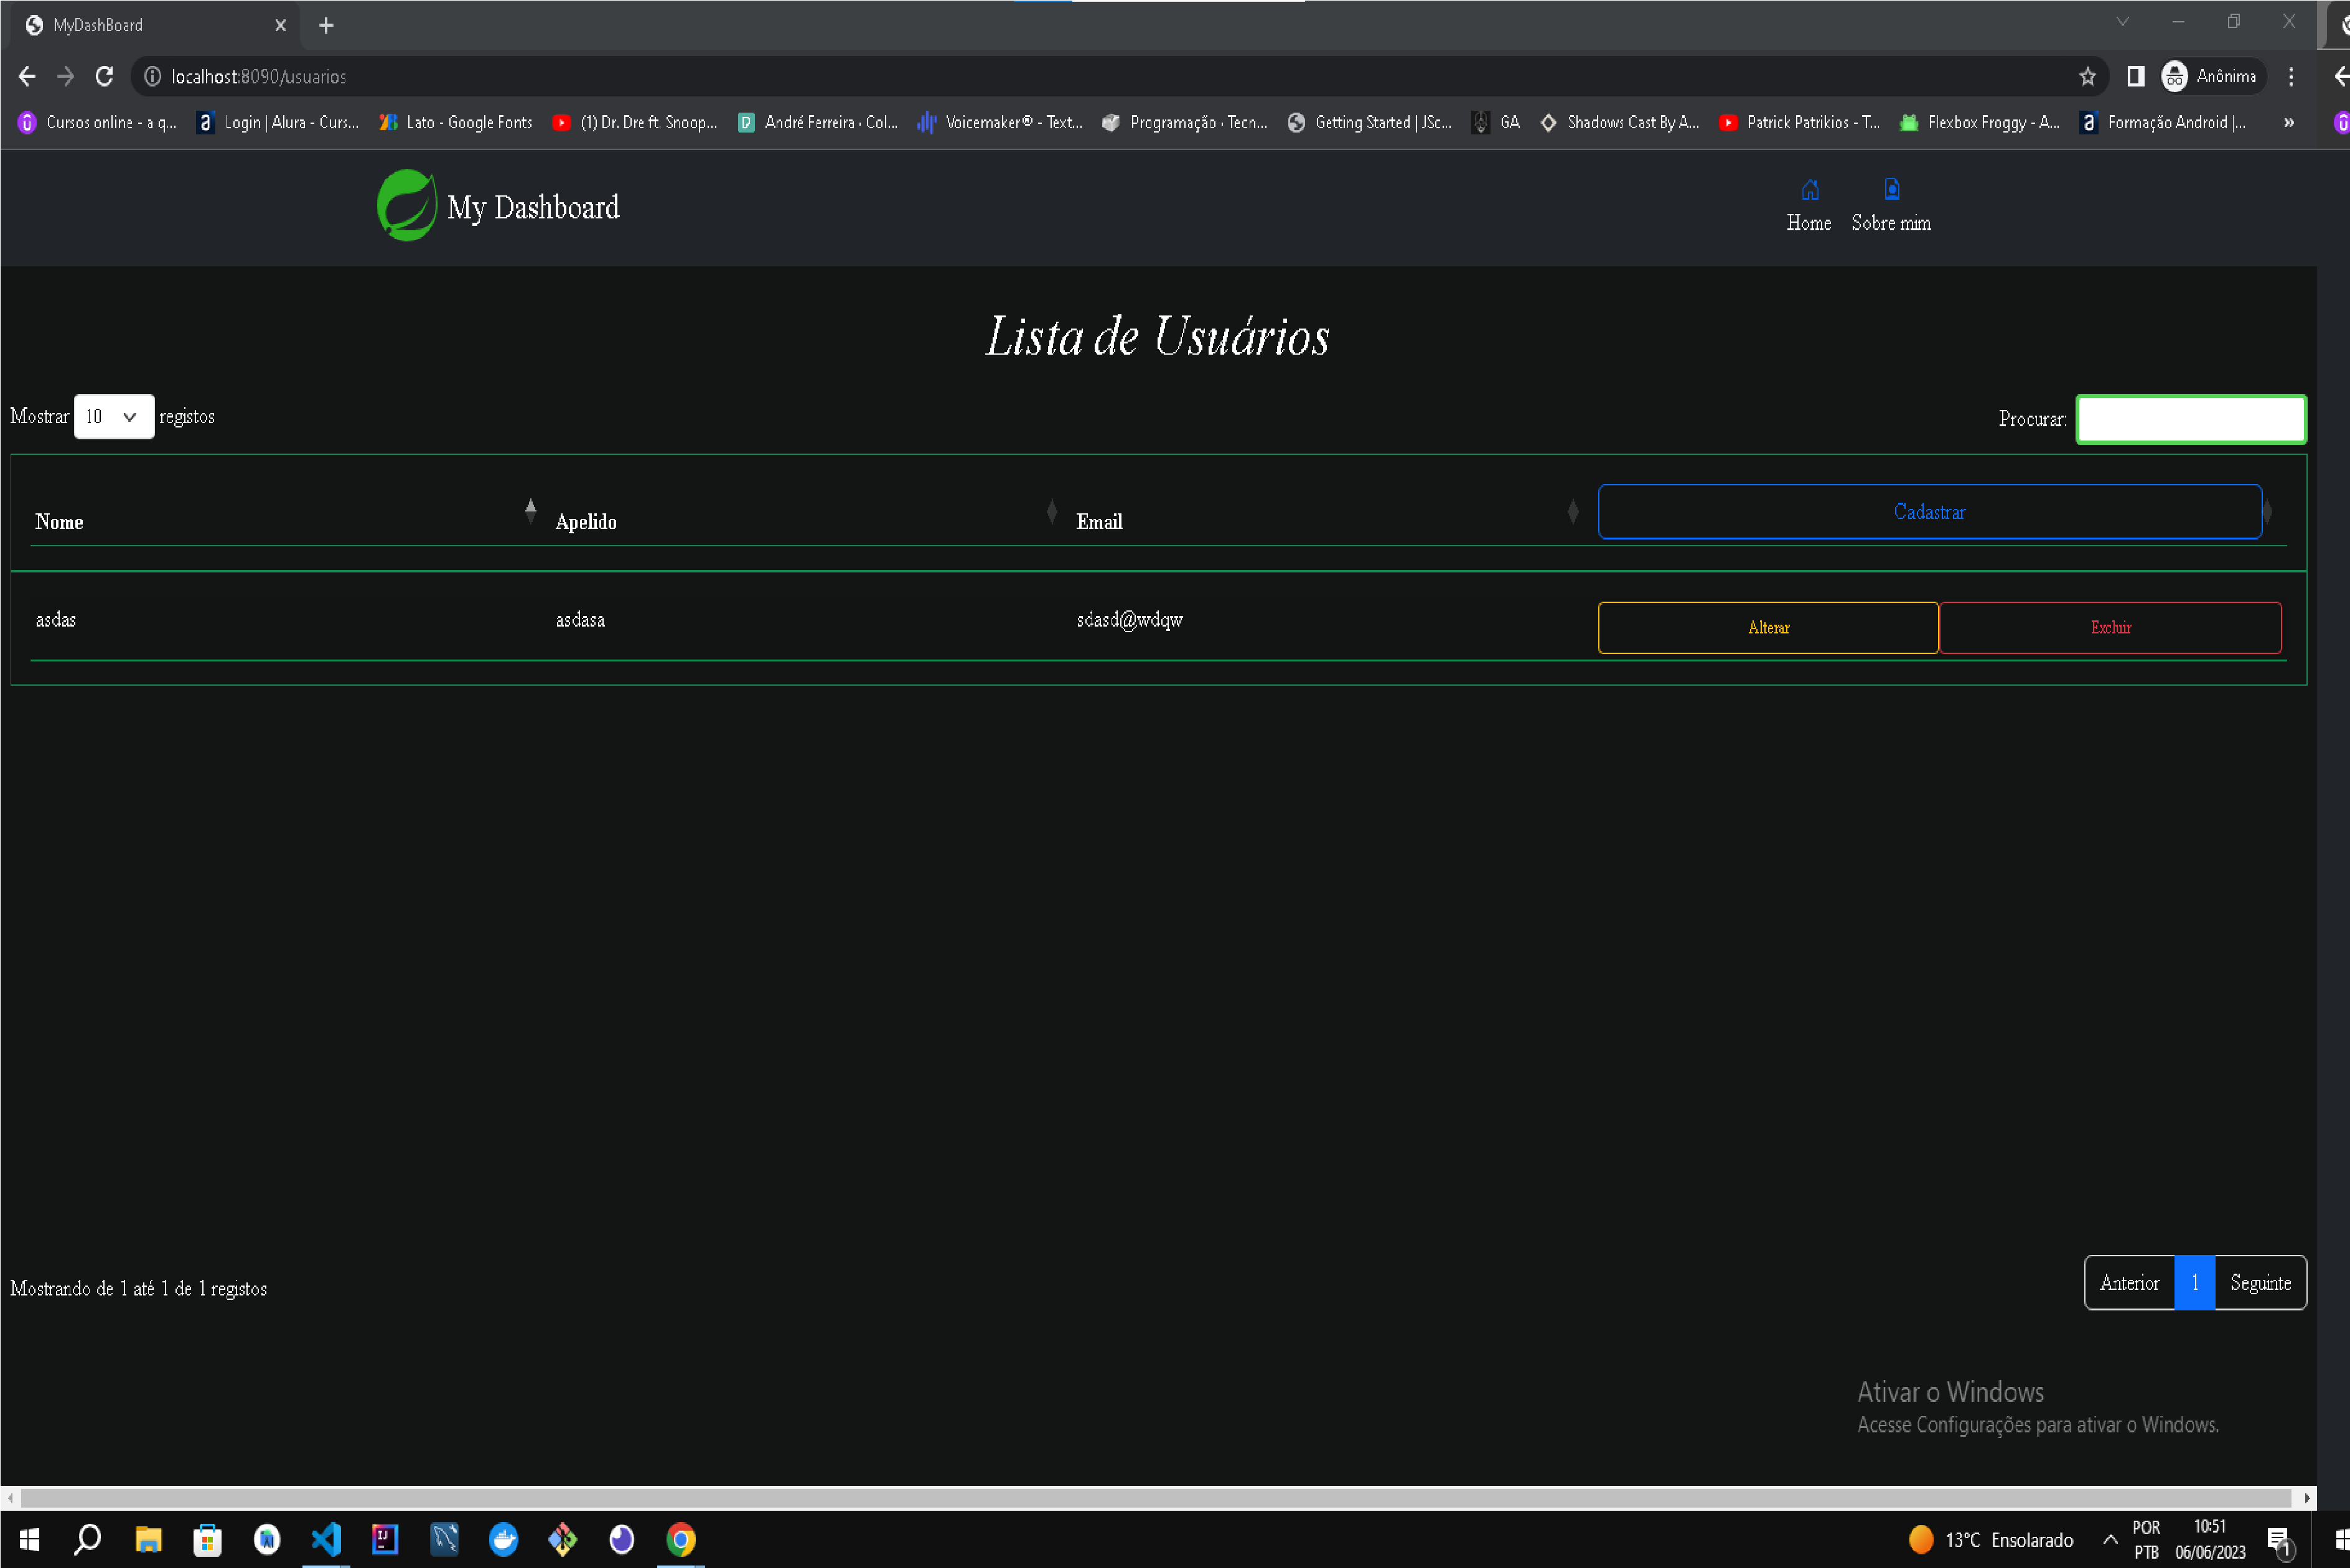 MyDashBoard
localhost:8090/usuarios
Anônima
Cursos online - a q...
Login | Alura - Curs...
Lato - Google Fonts
(1) Dr. Dre ft. Snoop...
André Ferreira · Col...
Voicemaker® - Text...
Programação · Tecn...
Getting Started | JSc...
GA
Shadows Cast By A...
Patrick Patrikios - T...
Flexbox Froggy - A...
Formação Android |...
»
My Dashboard
Home
Sobre mim
Lista de Usuários
Mostrar 10 registos
Procurar:
Nome
Apelido
Email
Cadastrar
asdas
asdasa
sdasd@wdqw
Alterar
Excluir
Mostrando de 1 até 1 de 1 registos
Anterior
1
Seguinte
Ativar o Windows
Acesse Configurações para ativar o Windows.
13°C Ensolarado
POR
PTB
10:51
06/06/2023
1